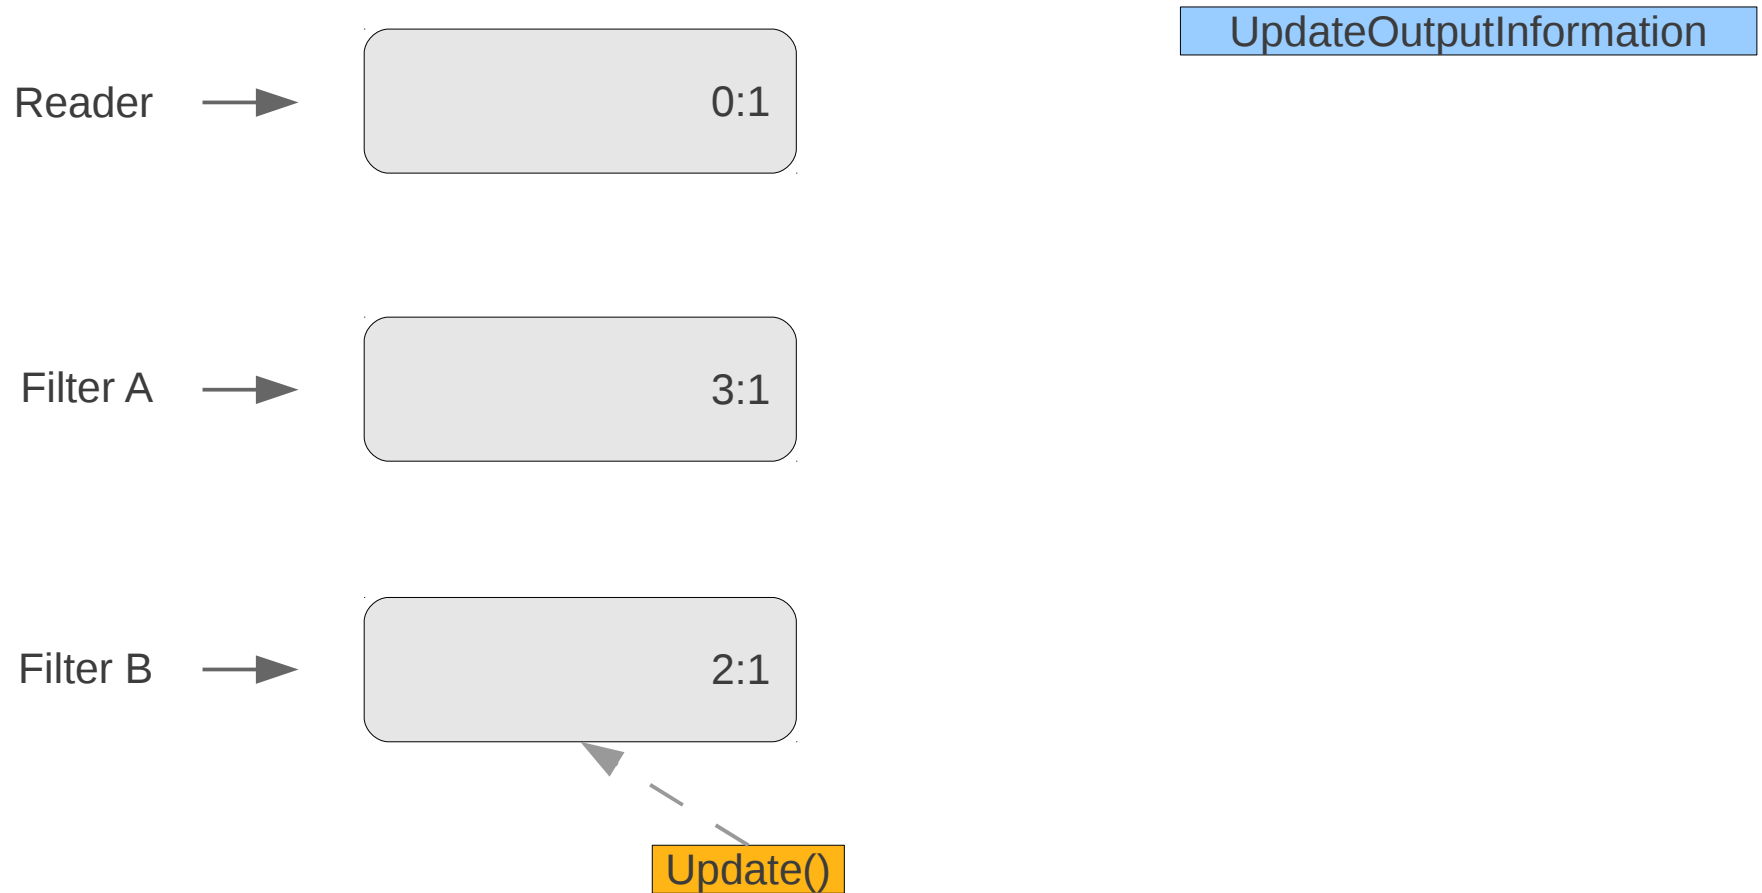 UpdateOutputInformation
Reader
0:1
Filter A
3:1
Filter B
2:1
Update()